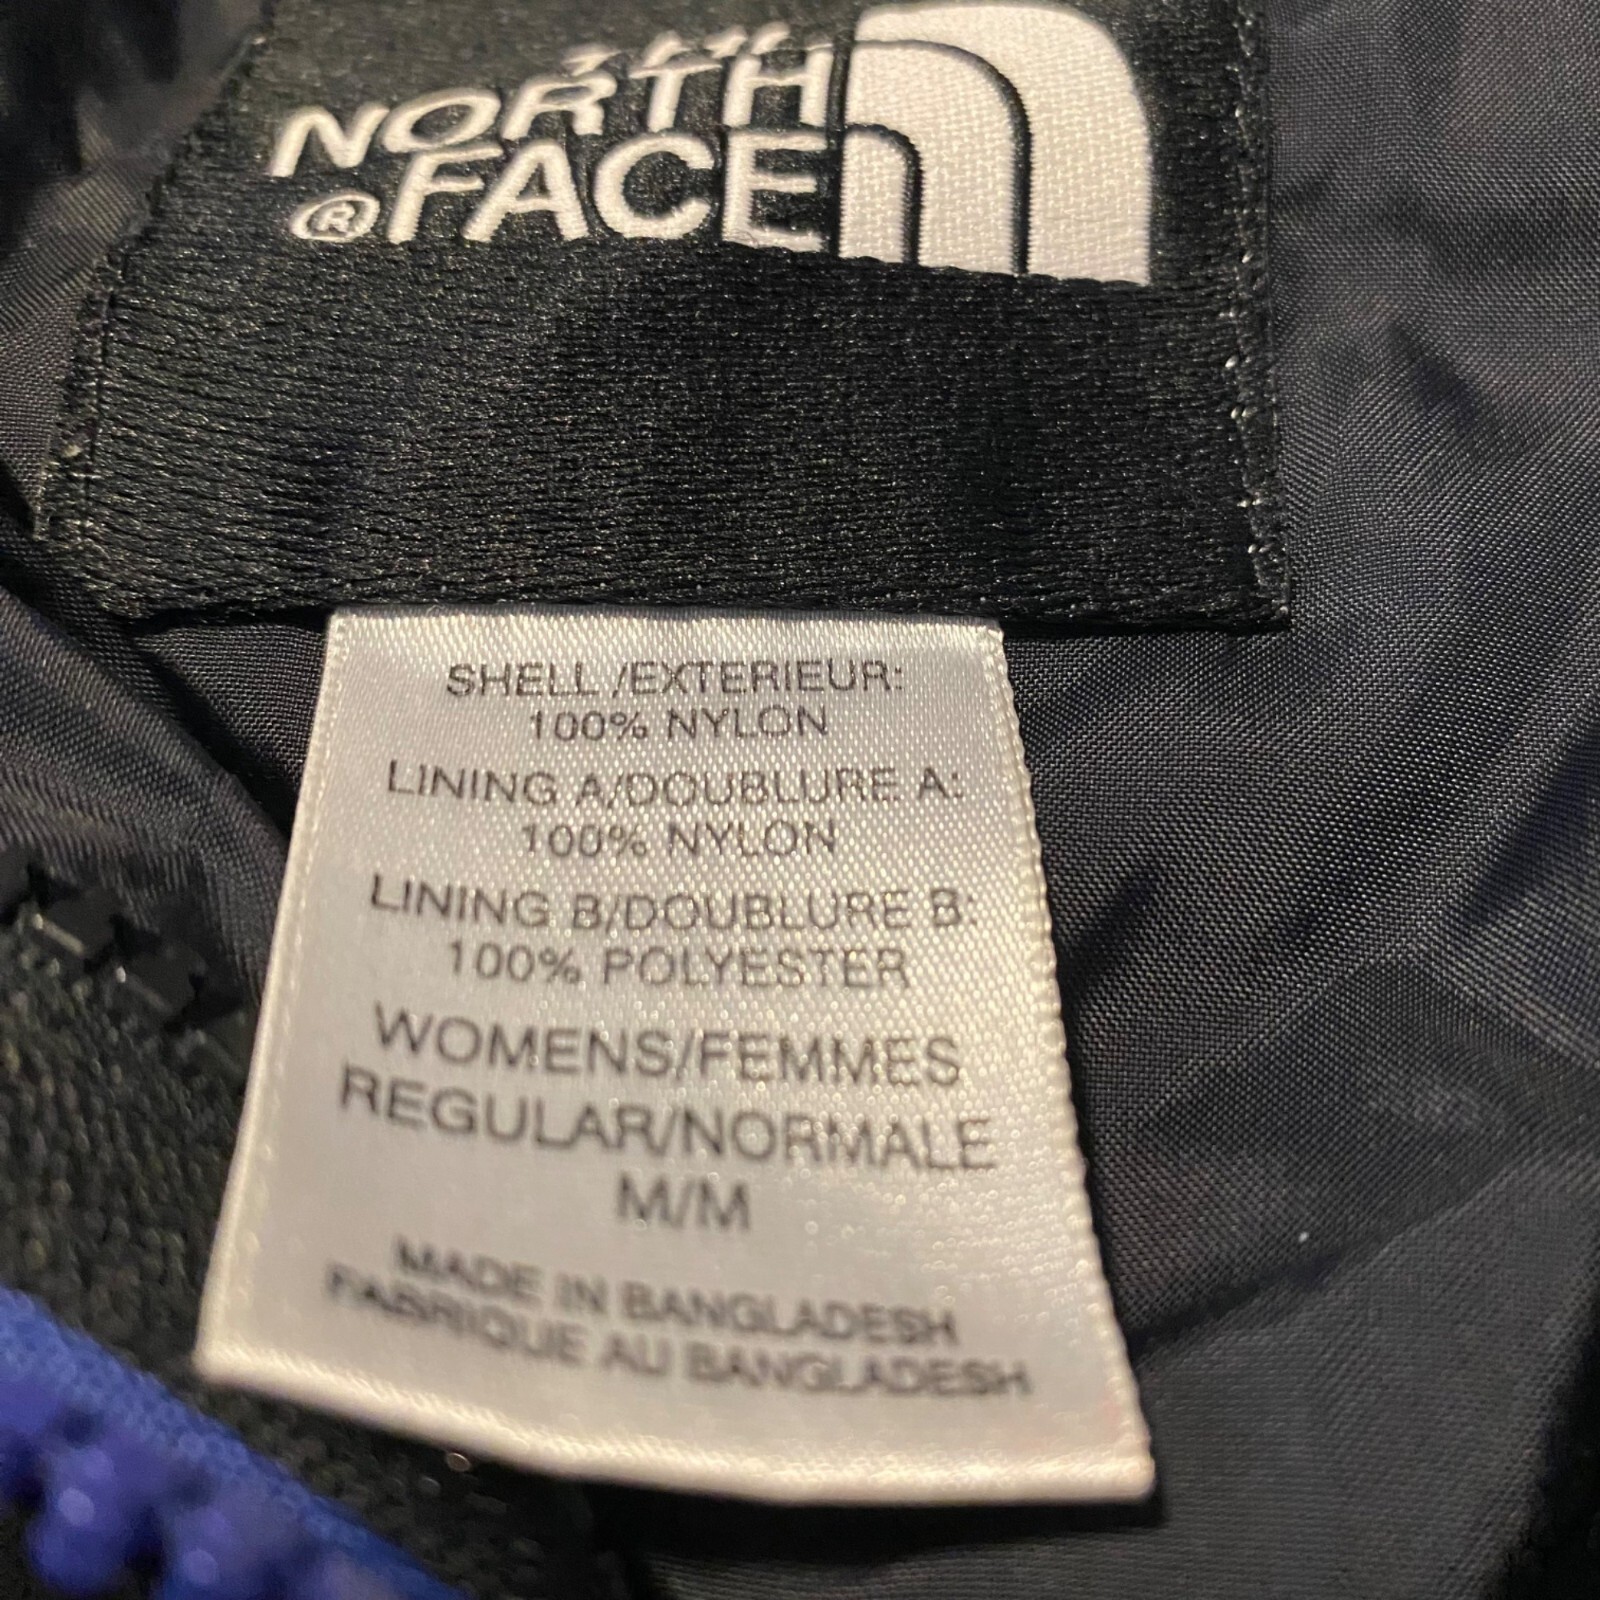 THE
NORTH
® FACE
SHELL/EXTERIEUR:
100% NYLON
LINING A/DOUBLURE A:
100% NYLON
LINING B/DOUBLURE B:
100% POLYESTER
WOMENS/FEMMES
REGULAR/NORMALE
M/M
MADE IN BANGLADESH
FABRIQUE AU BANGLADESH